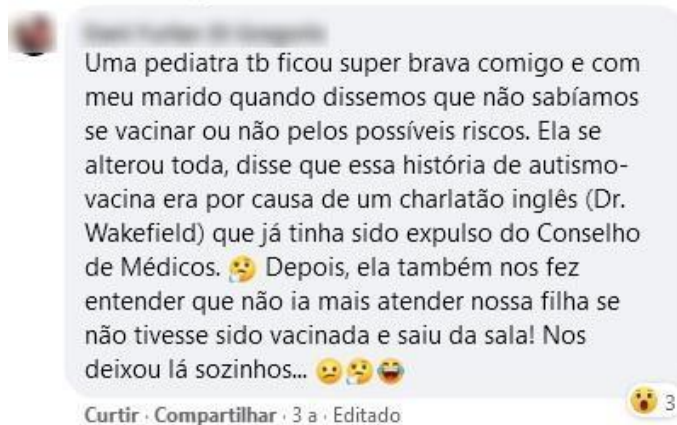 Uma pediatra tb ficou super brava comigo e com
meu marido quando dissemos que não sabíamos
se vacinar ou não pelos possíveis riscos. Ela se
alterou toda, disse que essa história de autismo-
vacina era por causa de um charlatão inglês (Dr.
Wakefield) que já tinha sido expulso do Conselho
de Médicos. 🤔 Depois, ela também nos fez
entender que não ia mais atender nossa filha se
não tivesse sido vacinada e saiu da sala! Nos
deixou lá sozinhos... 😕🤔😂
😮 3
Curtir · Compartilhar · 3 a · Editado